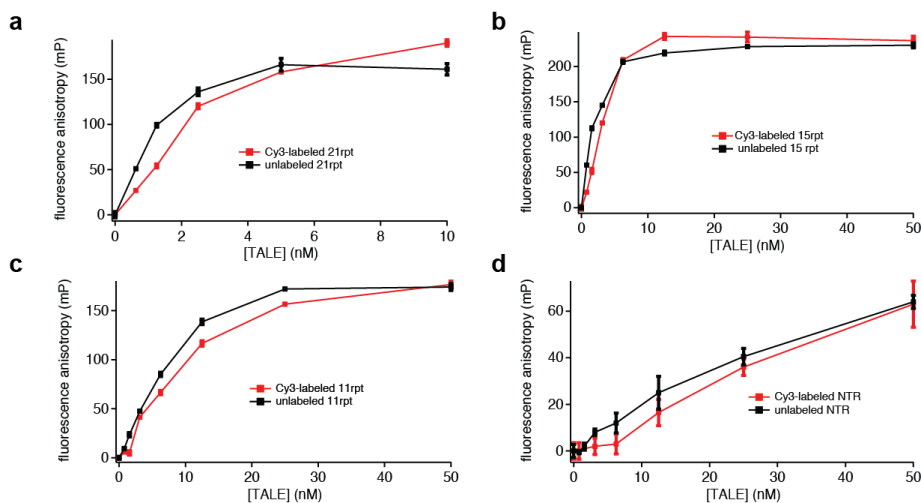 a
fluorescence anisotropy (mP)
150
100
50
0
Cy3-labeled 21rpt
unlabeled 21rpt
0 2 4 6 8 10
[TALE] (nM)
b
fluorescence anisotropy (mP)
200
150
100
50
0
Cy3-labeled 15rpt
unlabeled 15 rpt
0 10 20 30 40 50
[TALE] (nM)
c
fluorescence anisotropy (mP)
150
100
50
0
Cy3-labeled 11rpt
unlabeled 11rpt
0 10 20 30 40 50
[TALE] (nM)
d
fluorescence anisotropy (mP)
60
40
20
0
Cy3-labeled NTR
unlabeled NTR
0 10 20 30 40 50
[TALE] (nM)